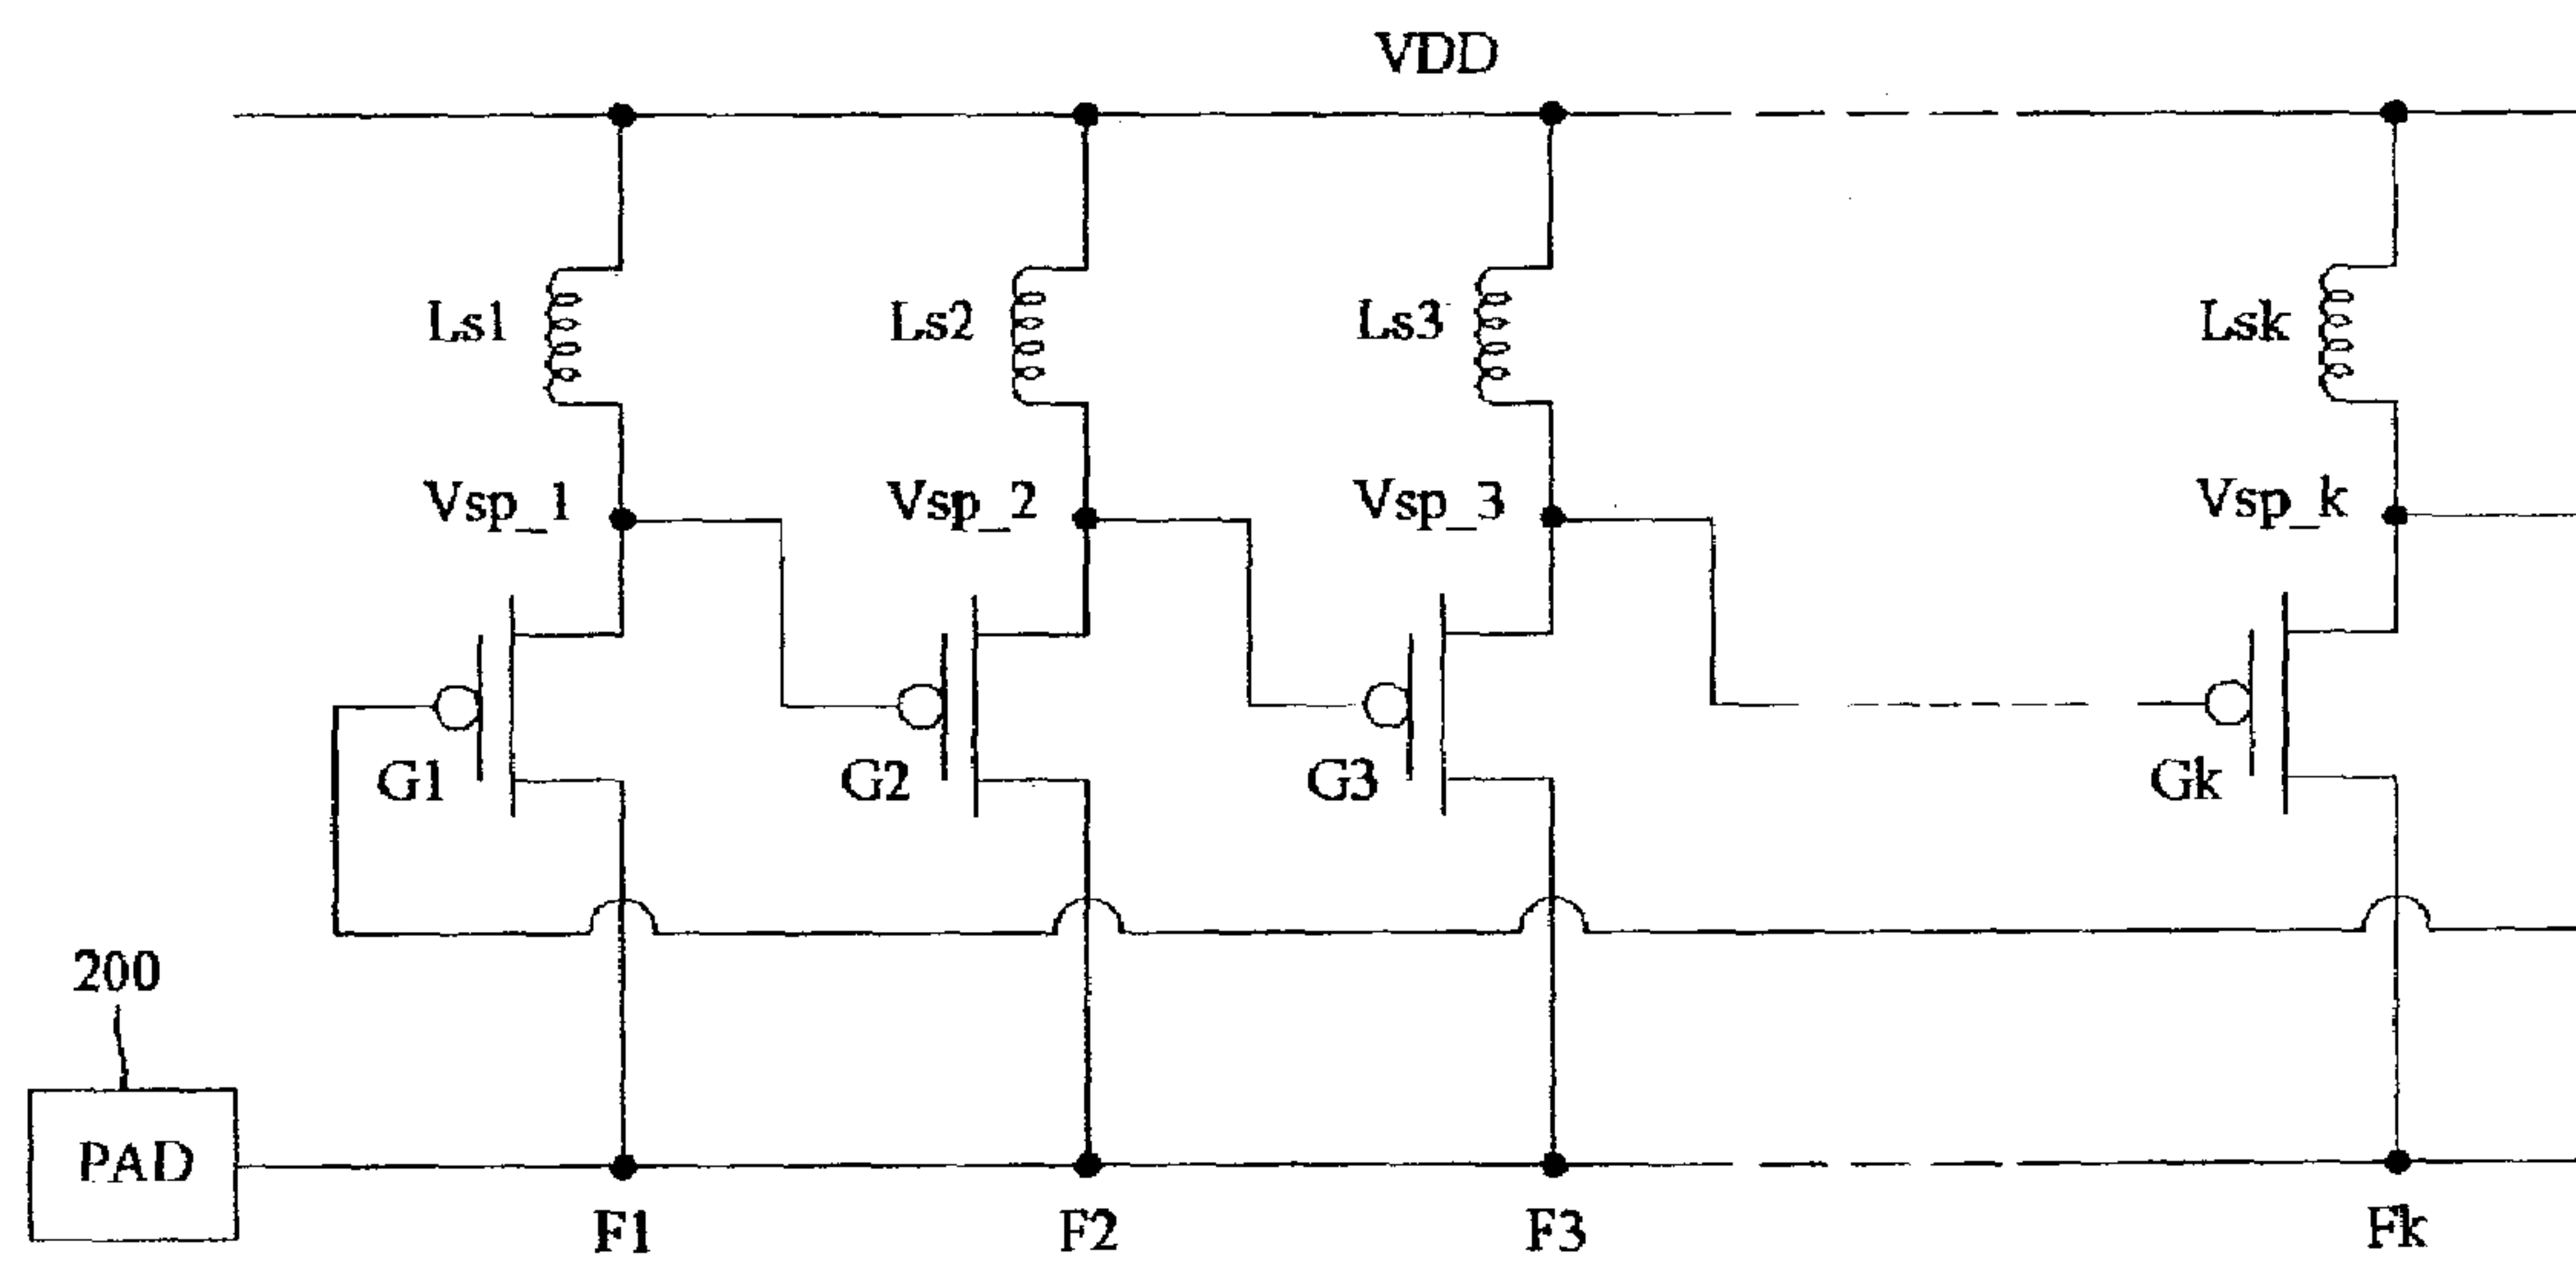 VDD
Ls1 Ls2 Ls3 Lsk
Vsp_1 Vsp_2 Vsp_3 Vsp_k
G1 G2 G3 Gk
200
PAD
F1 F2 F3 Fk